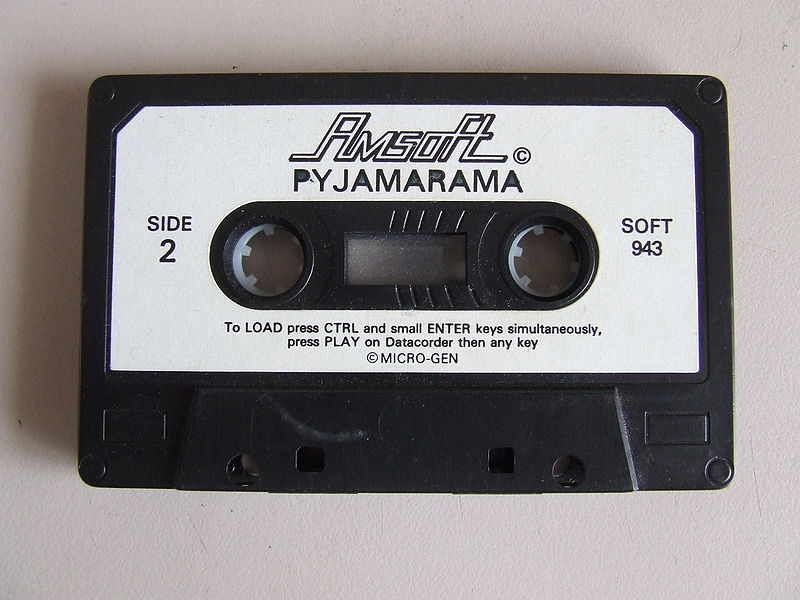 Amsoft ©
PYJAMARAMA
SIDE
2
SOFT
943
To LOAD press CTRL and small ENTER keys simultaneously,
press PLAY on Datacorder then any key
© MICRO-GEN